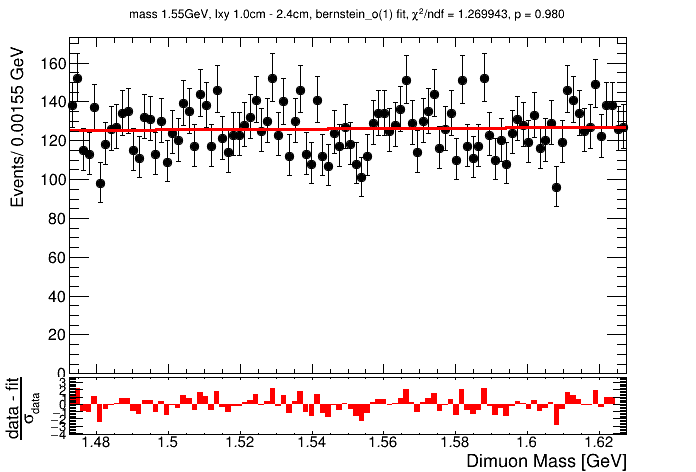 mass 1.55GeV, lxy 1.0cm - 2.4cm, bernstein_o(1) fit, χ²/ndf = 1.269943, p = 0.980
Events/ 0.00155 GeV
160
140
120
100
80
60
40
20
0
data - fit
σdata
3
2
1
0
−1
−2
−3
−4
1.48 1.5 1.52 1.54 1.56 1.58 1.6 1.62
Dimuon Mass [GeV]